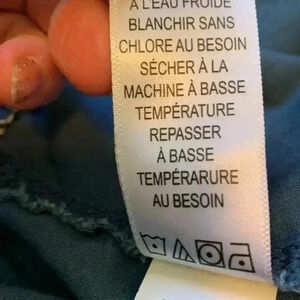 À L'EAU FROIDE
BLANCHIR SANS
CHLORE AU BESOIN
SÉCHER À LA
MACHINE À BASSE
TEMPÉRATURE
REPASSER
À BASSE
TEMPÉRARURE
AU BESOIN